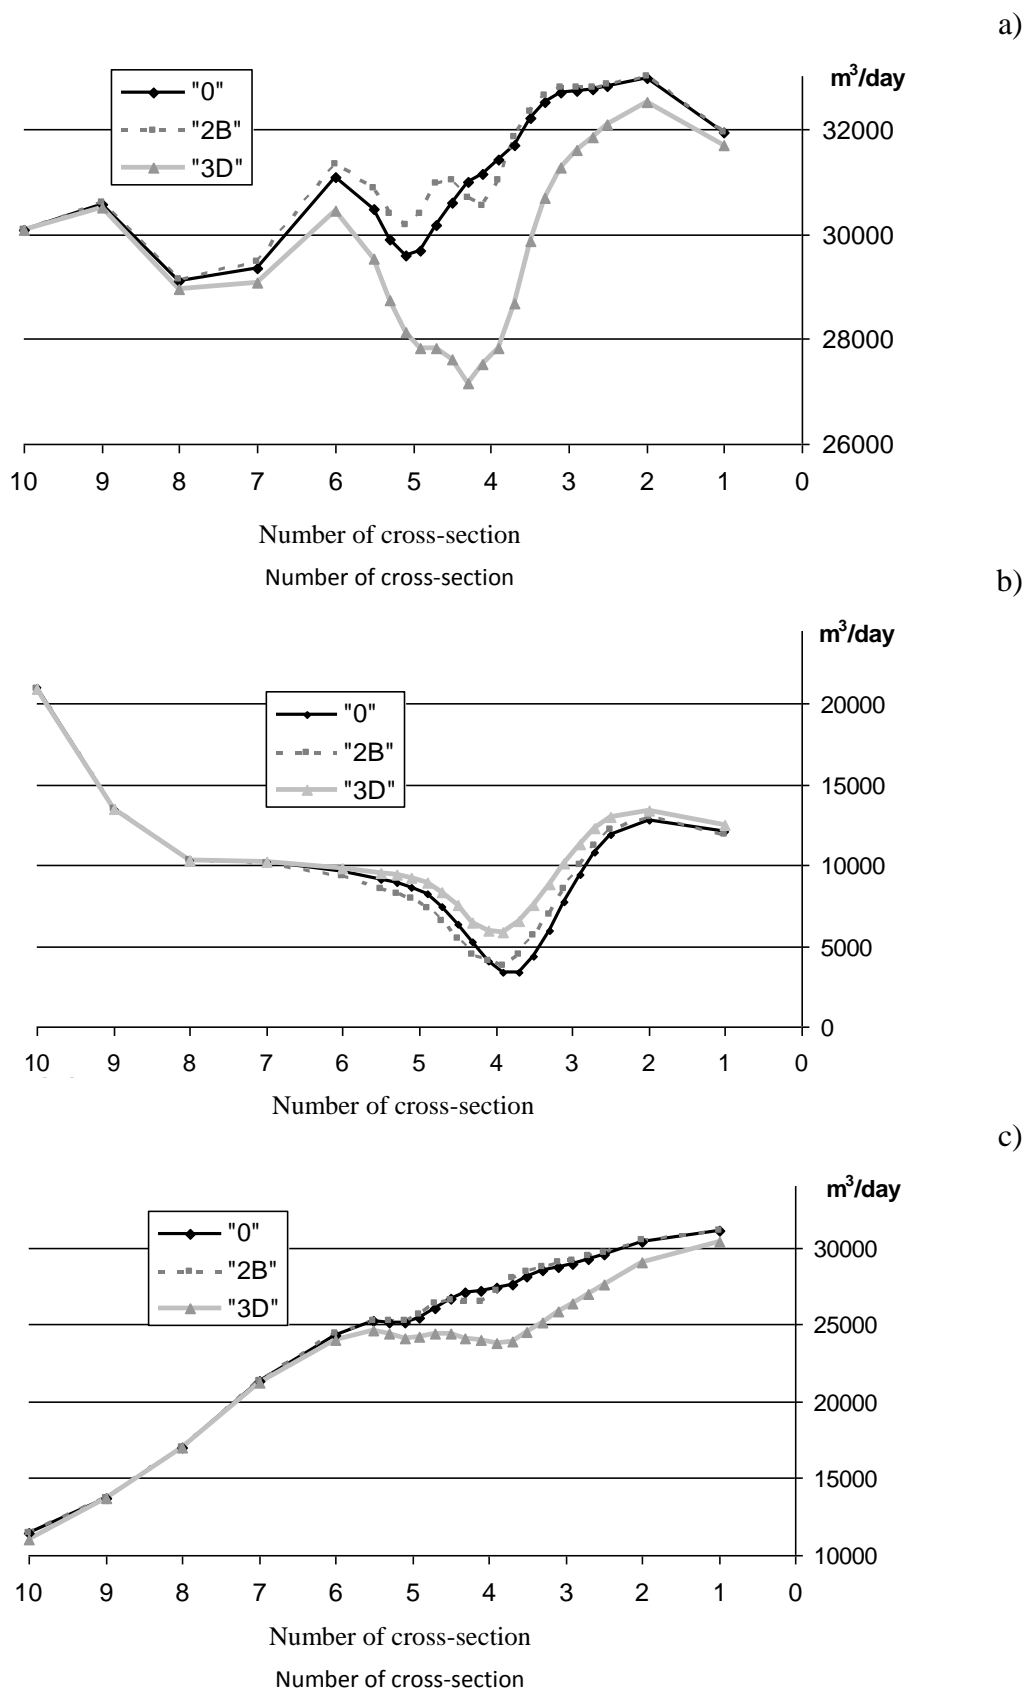 a)
m³/day
"0"
"2B"
"3D"
32000
30000
28000
26000
10 9 8 7 6 5 4 3 2 1 0
Number of cross-section
Number of cross-section
b)
m³/day
"0"
"2B"
"3D"
20000
15000
10000
5000
0
10 9 8 7 6 5 4 3 2 1 0
Number of cross-section
c)
m³/day
"0"
"2B"
"3D"
30000
25000
20000
15000
10000
10 9 8 7 6 5 4 3 2 1 0
Number of cross-section
Number of cross-section